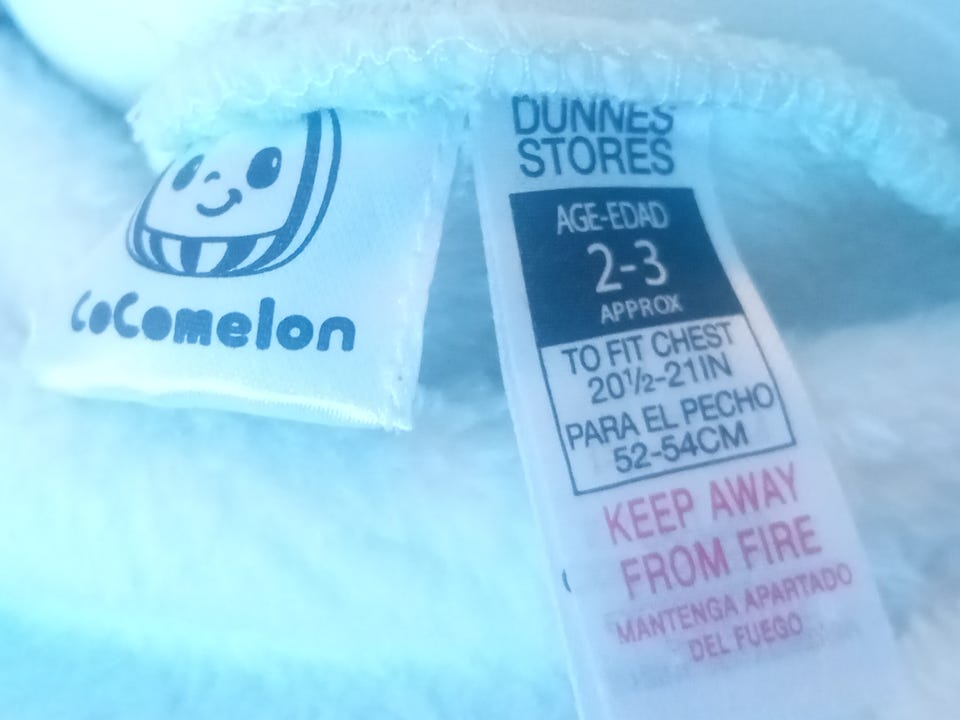 CoComelon
DUNNES
STORES
AGE-EDAD
2-3
APPROX
TO FIT CHEST
20½-21IN
PARA EL PECHO
52-54CM
KEEP AWAY
FROM FIRE
MANTENGA APARTADO
DEL FUEGO